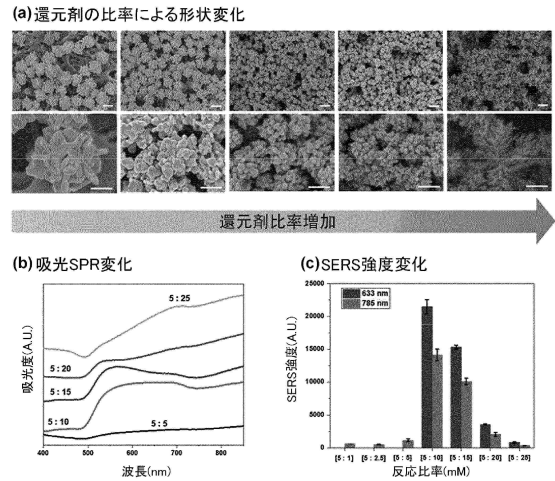 (a) 還元剤の比率による形状変化
還元剤比率増加
(b) 吸光SPR変化
吸光度(A.U.)
5 : 25
5 : 20
5 : 15
5 : 10
5 : 5
400 500 600 700 800
波長(nm)
(c) SERS強度変化
633 nm
785 nm
SERS強度(A.U.)
25000
20000
15000
10000
5000
0
[5 : 1] [5 : 2.5] [5 : 5] [5 : 10] [5 : 15] [5 : 20] [5 : 25]
反応比率(mM)